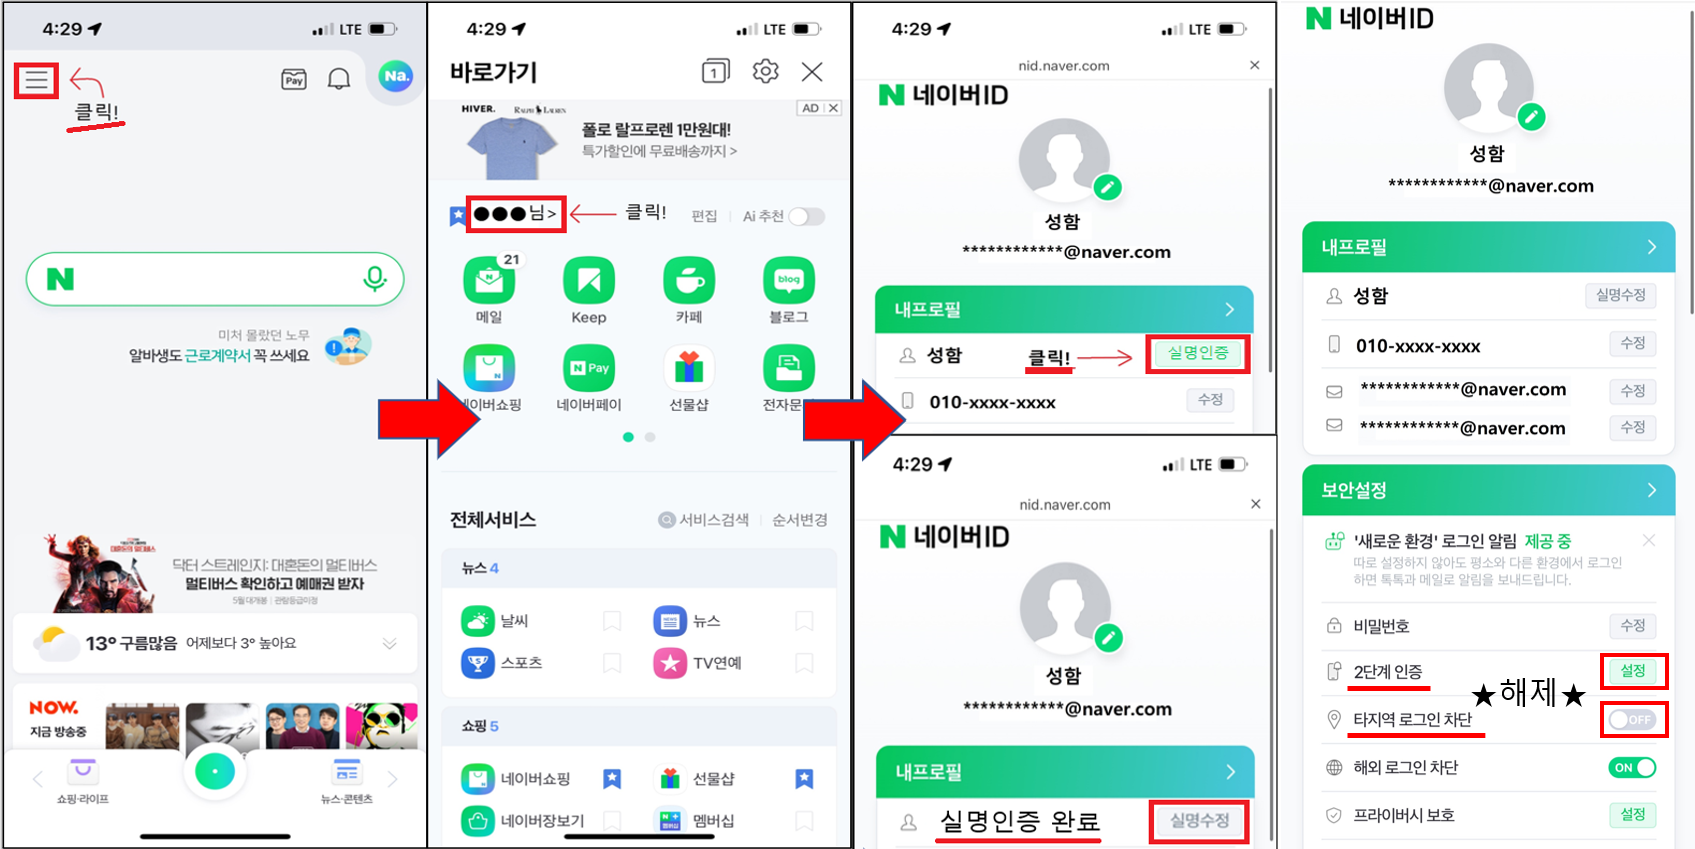 4:29
LTE
Pay
Na.
클릭!
N
미처 몰랐던 노무
알바생도 근로계약서 꼭 쓰세요
닥터 스트레인지: 대혼돈의 멀티버스
멀티버스 확인하고 예매권 받자
5월 대개봉 | 관람등급미정
13° 구름많음 어제보다 3° 높아요
NOW.
지금 방송중
쇼핑·라이프
뉴스·콘텐츠
4:29
LTE
바로가기
1
HIVER. RALPH LAUREN
AD
폴로 랄프로렌 1만원대!
특가할인에 무료배송까지 >
●●●님>
클릭!
편집
Ai 추천
21
메일
Keep
카페
blog
블로그
네이버쇼핑
N Pay
네이버페이
선물샵
전자문
전체서비스
서비스검색
순서변경
뉴스 4
날씨
NEWS
뉴스
스포츠
TV연예
쇼핑 5
네이버쇼핑
선물샵
네이버장보기
N+
멤버십
멤버십
4:29
LTE
nid.naver.com
N 네이버ID
성함
************@naver.com
내프로필
성함
클릭!
실명인증
010-xxxx-xxxx
수정
4:29
LTE
nid.naver.com
N 네이버ID
성함
************@naver.com
내프로필
실명인증 완료
실명수정
N 네이버ID
성함
************@naver.com
내프로필
성함
실명수정
010-xxxx-xxxx
수정
************@naver.com
수정
************@naver.com
수정
보안설정
'새로운 환경' 로그인 알림 제공 중
따로 설정하지 않아도 평소와 다른 환경에서 로그인
하면 톡톡과 메일로 알림을 보내드립니다.
비밀번호
수정
2단계 인증
설정
★해제★
타지역 로그인 차단
OFF
해외 로그인 차단
ON
프라이버시 보호
설정